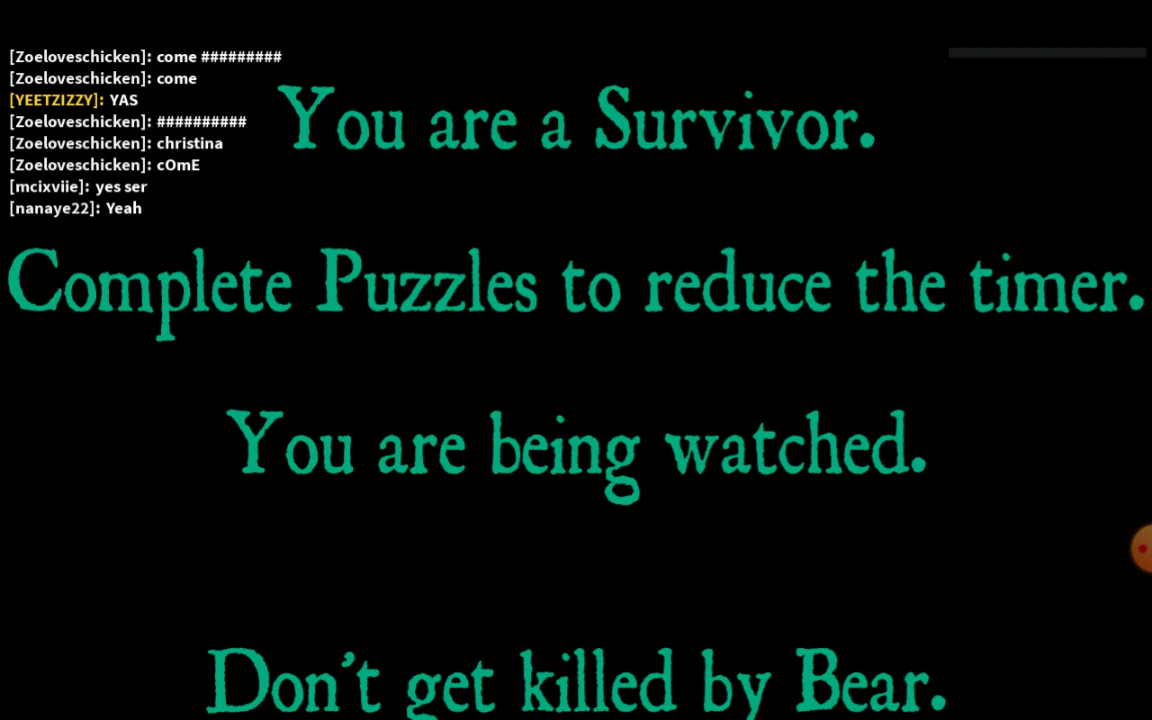 [Zoeloveschicken]: come #########
[Zoeloveschicken]: come
[YEETZIZZY]: YAS
[Zoeloveschicken]: ##########
[Zoeloveschicken]: christina
[Zoeloveschicken]: cOmE
[mcixviie]: yes ser
[nanaye22]: Yeah
You are a Survivor.
Complete Puzzles to reduce the timer.
You are being watched.
Don't get killed by Bear.